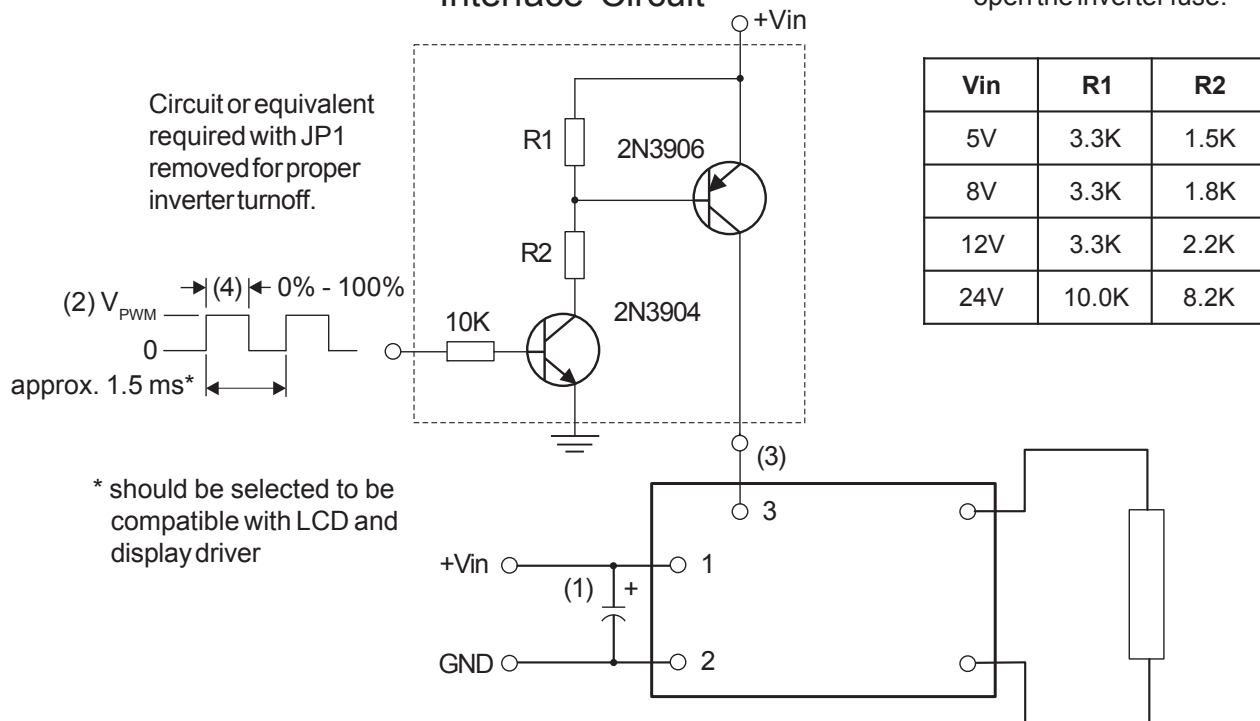 Interface Circuit
open the inverter fuse.
+Vin
Circuit or equivalent
required with JP1
removed for proper
inverter turnoff.
R1
2N3906
R2
2N3904
10K
(2) VPWM
(4)
0% - 100%
0
approx. 1.5 ms*
* should be selected to be
compatible with LCD and
display driver
Vin R1 R2
5V 3.3K 1.5K
8V 3.3K 1.8K
12V 3.3K 2.2K
24V 10.0K 8.2K
(3)
3
+Vin
1
(1) +
GND
2